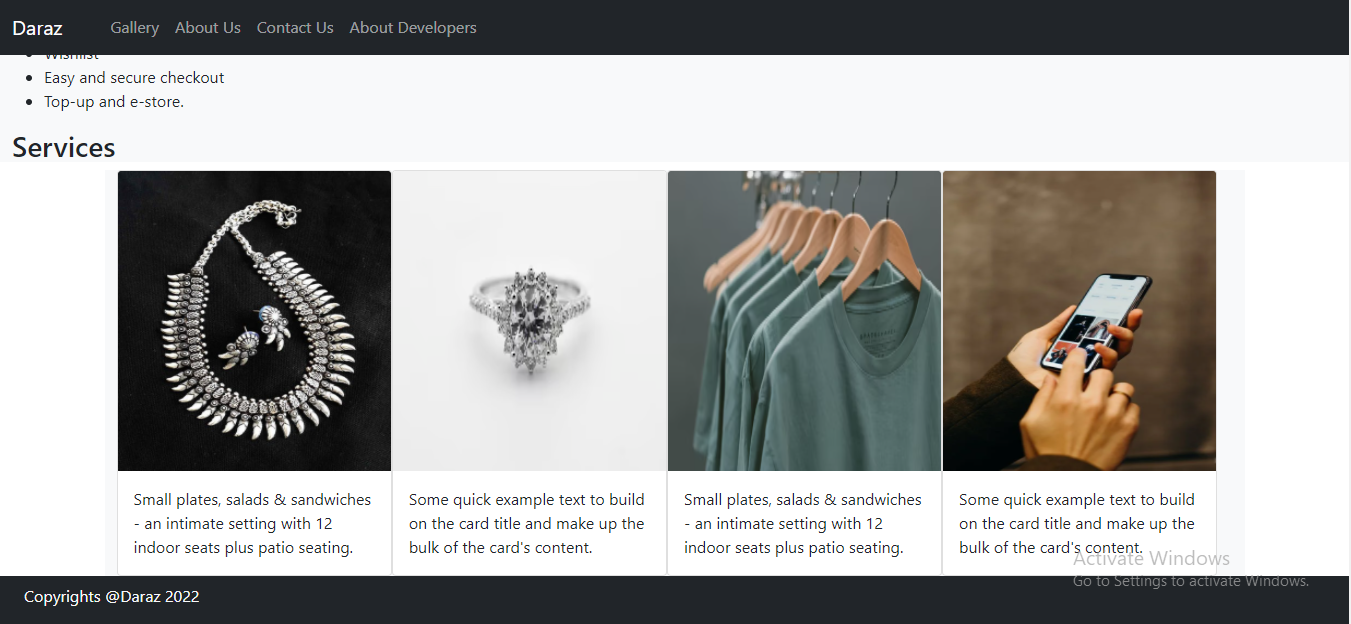 Daraz Gallery About Us Contact Us About Developers
Wishlist
Easy and secure checkout
Top-up and e-store.
Services
Small plates, salads & sandwiches
- an intimate setting with 12
indoor seats plus patio seating.
Some quick example text to build
on the card title and make up the
bulk of the card's content.
Small plates, salads & sandwiches
- an intimate setting with 12
indoor seats plus patio seating.
Some quick example text to build
on the card title and make up the
bulk of the card's content.
Activate Windows
Go to Settings to activate Windows.
Copyrights @Daraz 2022